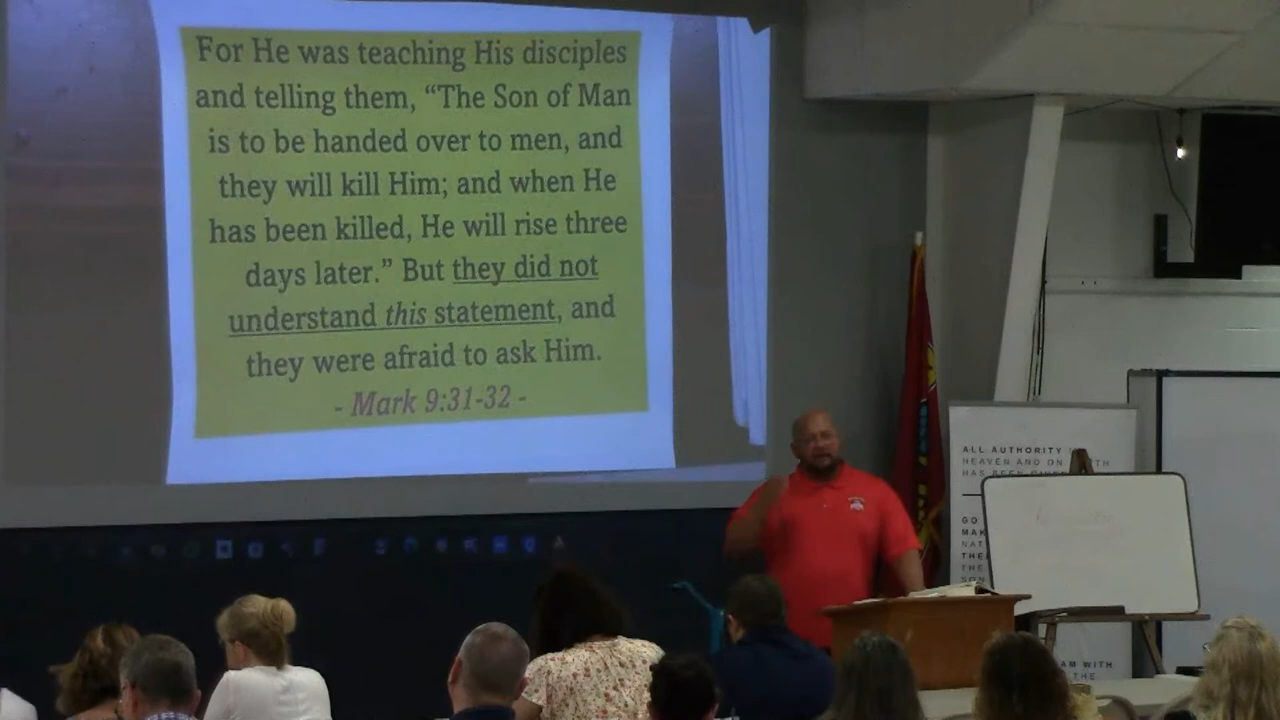 For He was teaching His disciples
and telling them, “The Son of Man
is to be handed over to men, and
they will kill Him; and when He
has been killed, He will rise three
days later.” But they did not
understand this statement, and
they were afraid to ask Him.
- Mark 9:31-32 -
ALL AUTHORITY
HEAVEN AND ON
HAS BEEN
GO
MAK
NAT
THE
THE
SON
AM WITH
THE